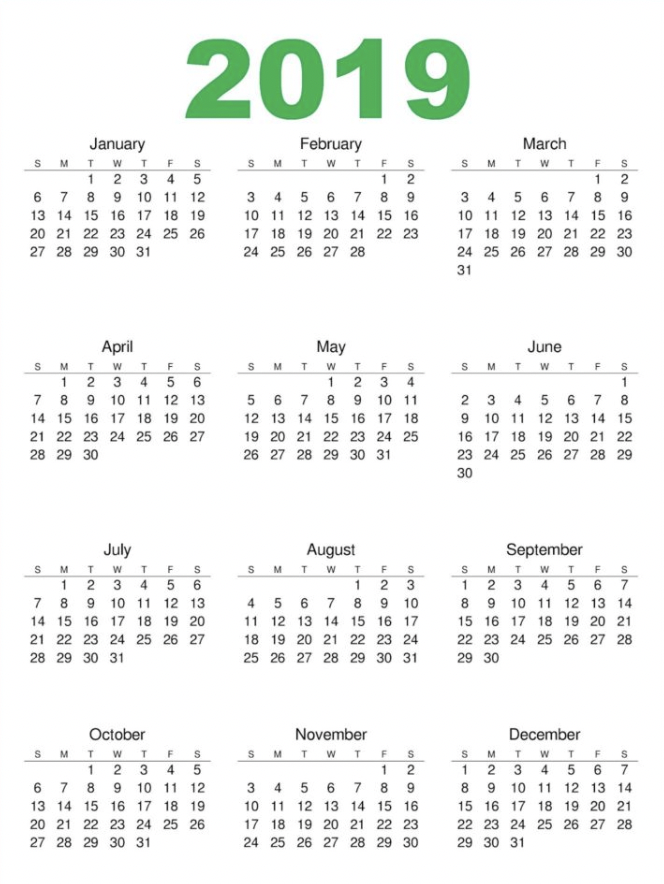 2019
January
S M T W T F S
1 2 3 4 5
6 7 8 9 10 11 12
13 14 15 16 17 18 19
20 21 22 23 24 25 26
27 28 29 30 31
February
S M T W T F S
1 2
3 4 5 6 7 8 9
10 11 12 13 14 15 16
17 18 19 20 21 22 23
24 25 26 27 28
March
S M T W T F S
1 2
3 4 5 6 7 8 9
10 11 12 13 14 15 16
17 18 19 20 21 22 23
24 25 26 27 28 29 30
31
April
S M T W T F S
1 2 3 4 5 6
7 8 9 10 11 12 13
14 15 16 17 18 19 20
21 22 23 24 25 26 27
28 29 30
May
S M T W T F S
1 2 3 4
5 6 7 8 9 10 11
12 13 14 15 16 17 18
19 20 21 22 23 24 25
26 27 28 29 30 31
June
S M T W T F S
1
2 3 4 5 6 7 8
9 10 11 12 13 14 15
16 17 18 19 20 21 22
23 24 25 26 27 28 29
30
July
S M T W T F S
1 2 3 4 5 6
7 8 9 10 11 12 13
14 15 16 17 18 19 20
21 22 23 24 25 26 27
28 29 30 31
August
S M T W T F S
1 2 3
4 5 6 7 8 9 10
11 12 13 14 15 16 17
18 19 20 21 22 23 24
25 26 27 28 29 30 31
September
S M T W T F S
1 2 3 4 5 6 7
8 9 10 11 12 13 14
15 16 17 18 19 20 21
22 23 24 25 26 27 28
29 30
October
S M T W T F S
1 2 3 4 5
6 7 8 9 10 11 12
13 14 15 16 17 18 19
20 21 22 23 24 25 26
27 28 29 30 31
November
S M T W T F S
1 2
3 4 5 6 7 8 9
10 11 12 13 14 15 16
17 18 19 20 21 22 23
24 25 26 27 28 29 30
December
S M T W T F S
1 2 3 4 5 6 7
8 9 10 11 12 13 14
15 16 17 18 19 20 21
22 23 24 25 26 27 28
29 30 31